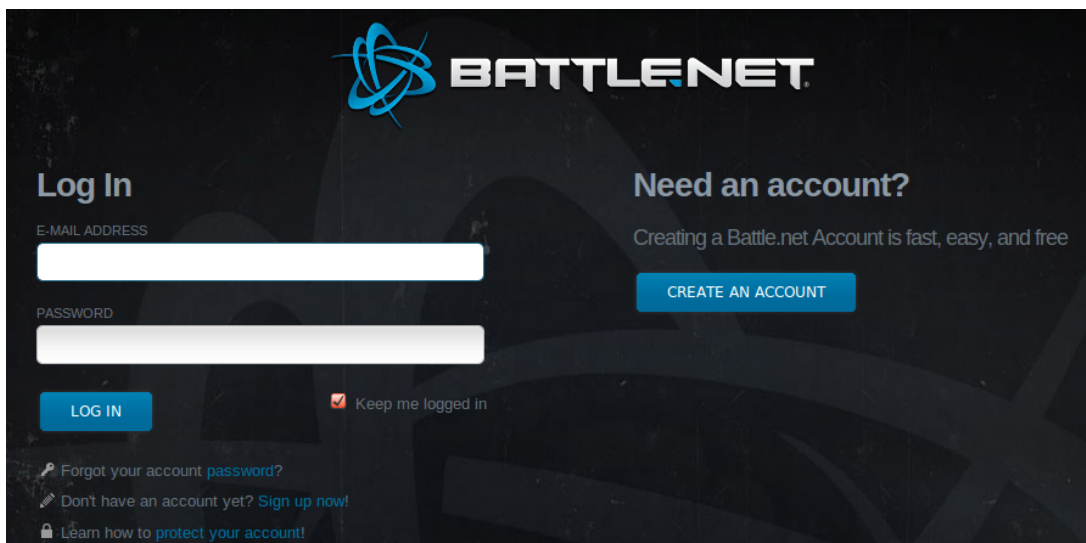 BATTLE.NET®
Log In
E-MAIL ADDRESS
PASSWORD
LOG IN
Keep me logged in
Forgot your account password?
Don't have an account yet? Sign up now!
Learn how to protect your account!
Need an account?
Creating a Battle.net Account is fast, easy, and free
CREATE AN ACCOUNT